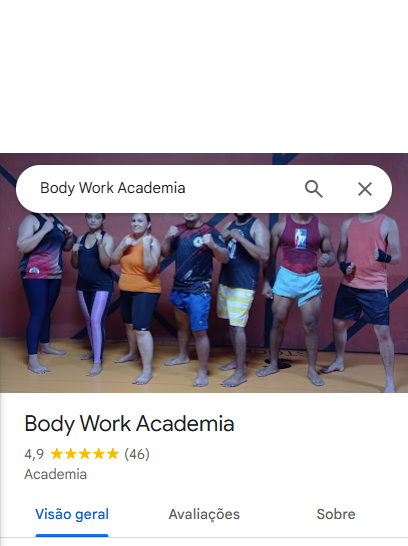 Body Work Academia
Body Work Academia
4,9 ★★★★★ (46)
Academia
Visão geral Avaliações Sobre